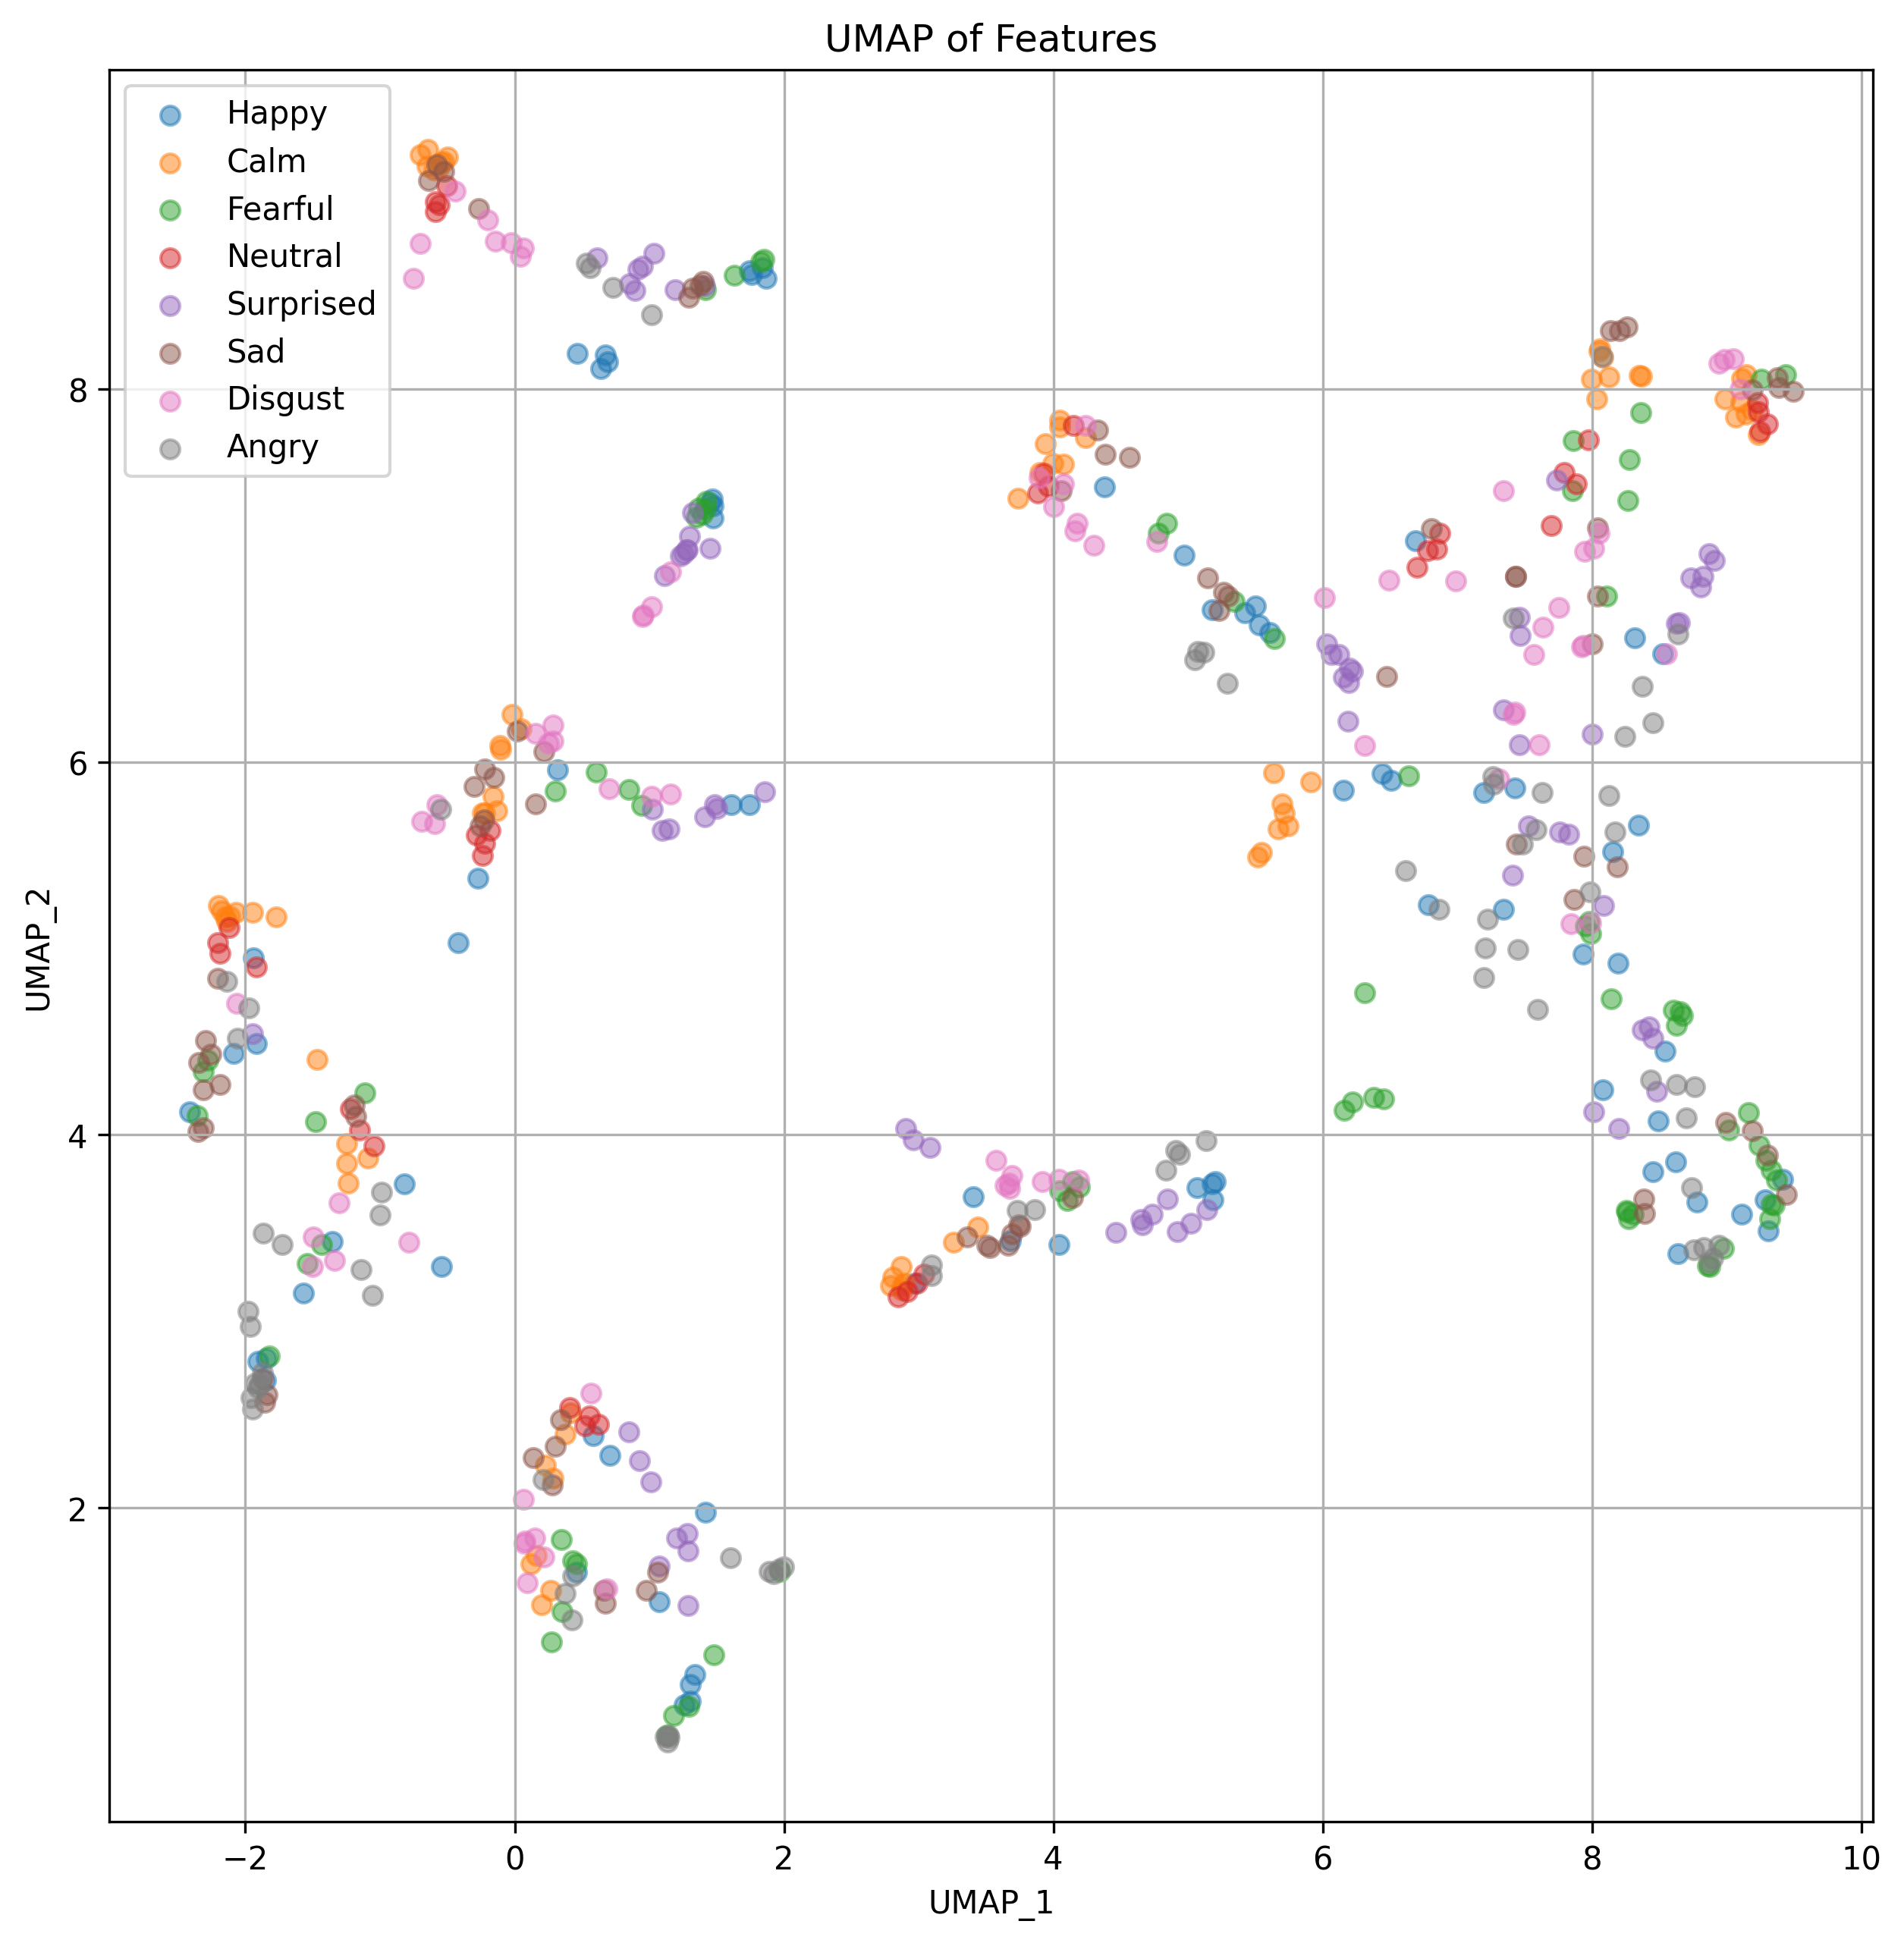 UMAP of Features
Happy
Calm
Fearful
Neutral
Surprised
Sad
Disgust
Angry
8
6
4
2
UMAP_2
−2
0
2
4
6
8
10
UMAP_1